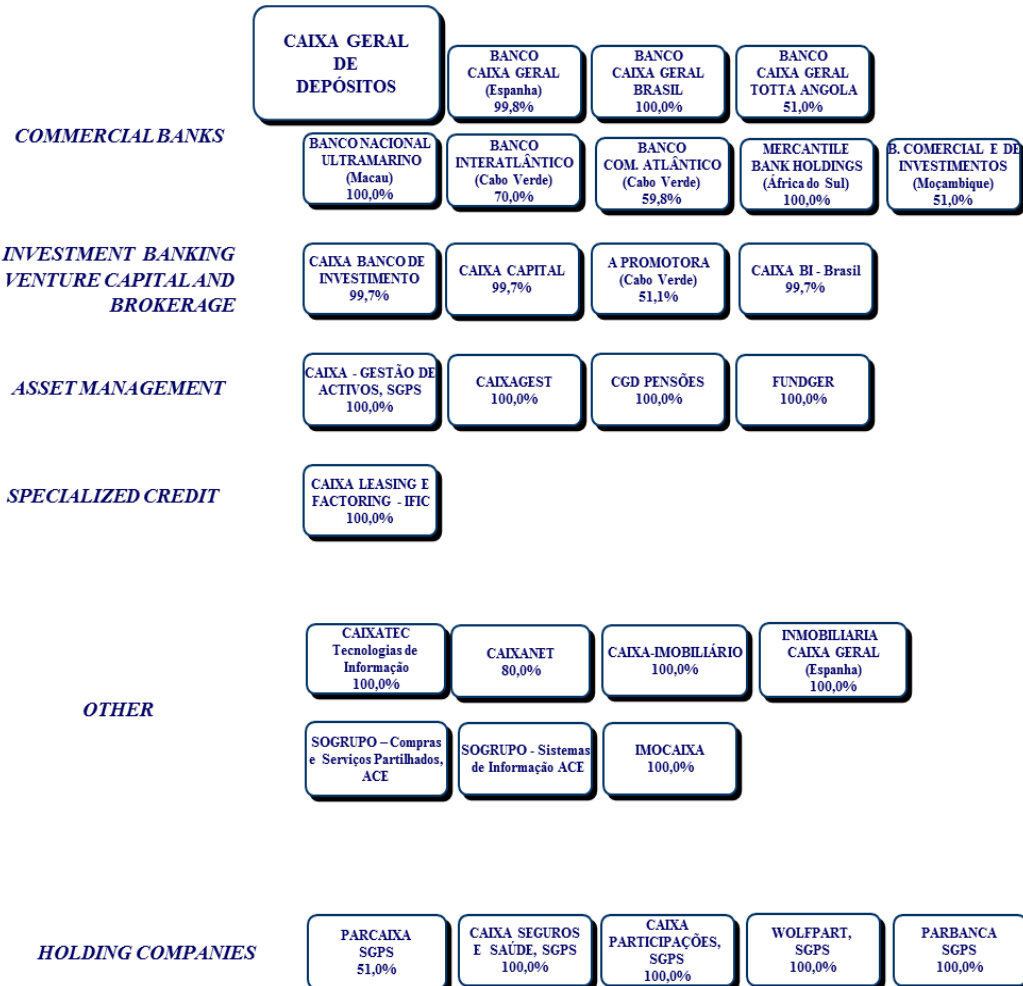 CAIXA GERAL
DE
DEPÓSITOS
BANCO
CAIXA GERAL
(Espanha)
99,8%
BANCO
CAIXA GERAL
BRASIL
100,0%
BANCO
CAIXA GERAL
TOTTA ANGOLA
51,0%
COMMERCIAL BANKS
BANCO NACIONAL
ULTRAMARINO
(Macau)
100,0%
BANCO
INTERATLÂNTICO
(Cabo Verde)
70,0%
BANCO
COM. ATLÂNTICO
(Cabo Verde)
59,8%
MERCANTILE
BANK HOLDINGS
(África do Sul)
100,0%
B. COMERCIAL E DE
INVESTIMENTOS
(Moçambique)
51,0%
INVESTMENT BANKING
VENTURE CAPITAL AND
BROKERAGE
CAIXA BANCO DE
INVESTIMENTO
99,7%
CAIXA CAPITAL
99,7%
A PROMOTORA
(Cabo Verde)
51,1%
CAIXA BI - Brasil
99,7%
ASSET MANAGEMENT
CAIXA - GESTÃO DE
ACTIVOS, SGPS
100,0%
CAIXAGEST
100,0%
CGD PENSÕES
100,0%
FUNDGER
100,0%
SPECIALIZED CREDIT
CAIXA LEASING E
FACTORING - IFIC
100,0%
OTHER
CAIXATEC
Tecnologias de
Informação
100,0%
CAIXANET
80,0%
CAIXA-IMOBILIÁRIO
100,0%
INMOBILIARIA
CAIXA GERAL
(Espanha)
100,0%
SOGRUPO – Compras
e Serviços Partilhados,
ACE
SOGRUPO - Sistemas
de Informação ACE
IMOCAIXA
100,0%
HOLDING COMPANIES
PARCAIXA
SGPS
51,0%
CAIXA SEGUROS
E SAÚDE, SGPS
100,0%
CAIXA
PARTICIPAÇÕES,
SGPS
100,0%
WOLFPART,
SGPS
100,0%
PARBANCA
SGPS
100,0%